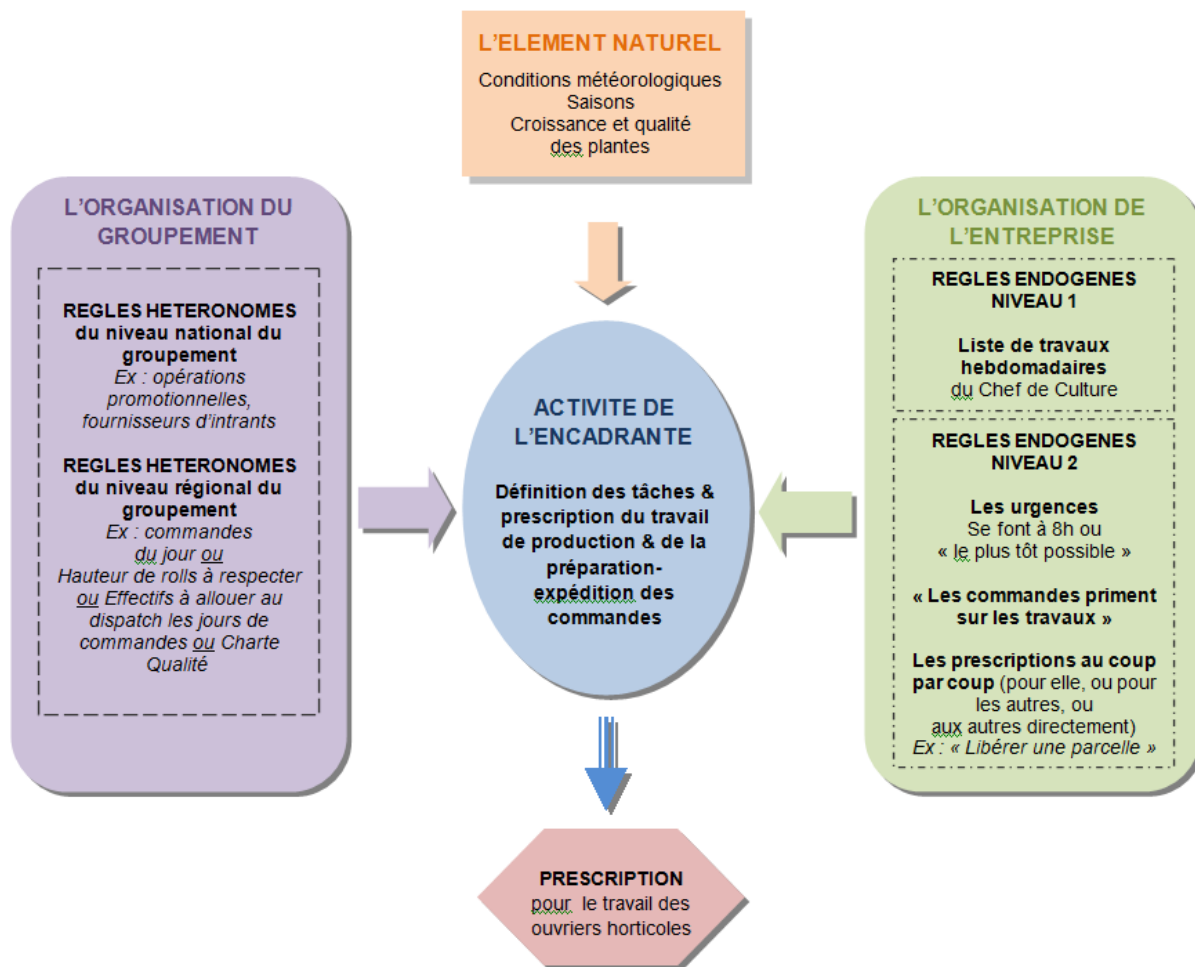 L'ELEMENT NATUREL
Conditions météorologiques
Saisons
Croissance et qualité
des plantes
L'ORGANISATION DU
GROUPEMENT
REGLES HETERONOMES
du niveau national du
groupement
Ex : opérations
promotionnelles,
fournisseurs d'intrants
REGLES HETERONOMES
du niveau régional du
groupement
Ex : commandes
du jour ou
Hauteur de rolls à respecter
ou Effectifs à allouer au
dispatch les jours de
commandes ou Charte
Qualité
ACTIVITE DE
L'ENCADRANTE
Définition des tâches &
prescription du travail
de production & de la
préparation-
expédition des
commandes
L'ORGANISATION DE
L'ENTREPRISE
REGLES ENDOGENES
NIVEAU 1
Liste de travaux
hebdomadaires
du Chef de Culture
REGLES ENDOGENES
NIVEAU 2
Les urgences
Se font à 8h ou
« le plus tôt possible »
« Les commandes priment
sur les travaux »
Les prescriptions au coup
par coup (pour elle, ou pour
les autres, ou
aux autres directement)
Ex : « Libérer une parcelle »
PRESCRIPTION
pour le travail des
ouvriers horticoles